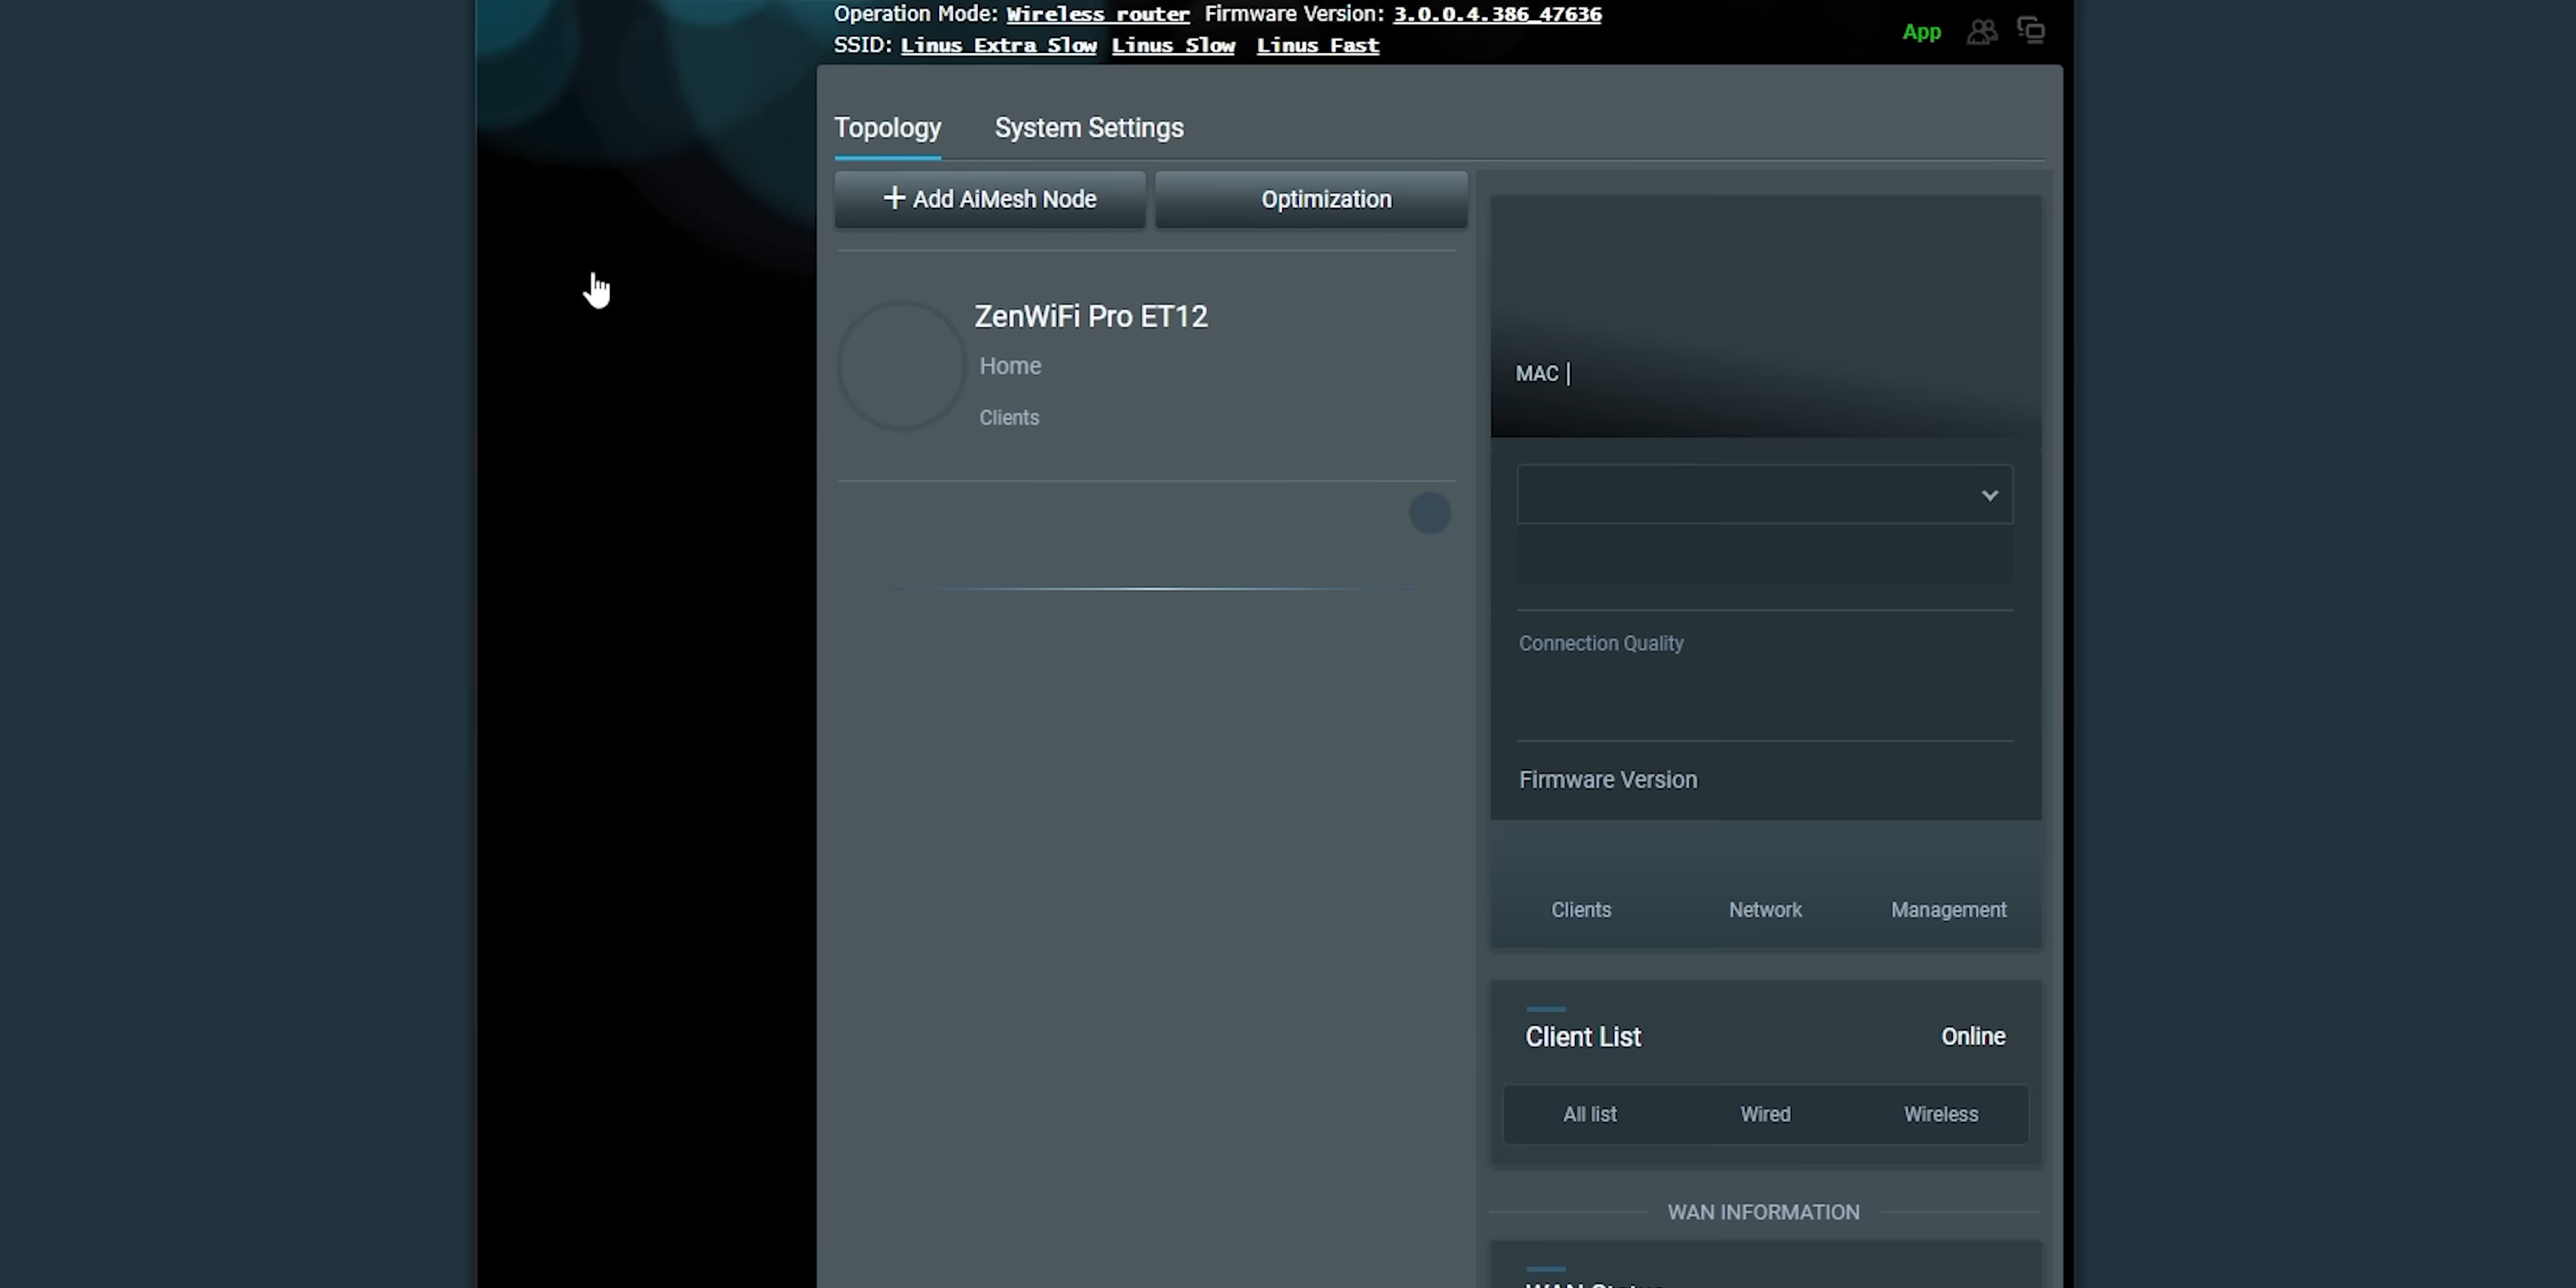 Operation Mode: Wireless router Firmware Version: 3.0.0.4.386_47636
SSID: Linus Extra Slow Linus Slow Linus Fast
App
Topology System Settings
+ Add AiMesh Node Optimization
ZenWiFi Pro ET12
Home
Clients
MAC |
Connection Quality
Firmware Version
Clients Network Management
Client List Online
All list Wired Wireless
WAN INFORMATION